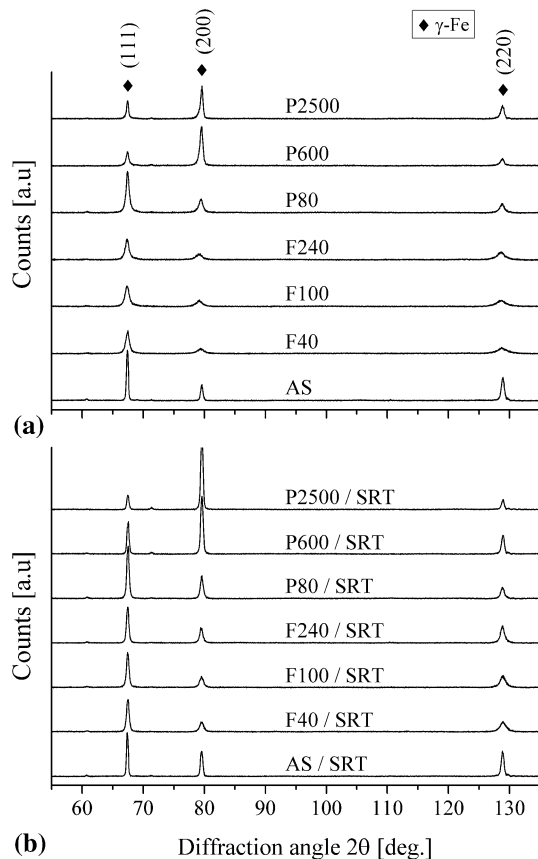 (111)
(200)
◆ γ-Fe
(220)
P2500
P600
P80
F240
F100
F40
AS
Counts [a.u]
(a)
P2500 / SRT
P600 / SRT
P80 / SRT
F240 / SRT
F100 / SRT
F40 / SRT
AS / SRT
Counts [a.u]
60 70 80 90 100 110 120 130
(b)
Diffraction angle 2θ [deg.]